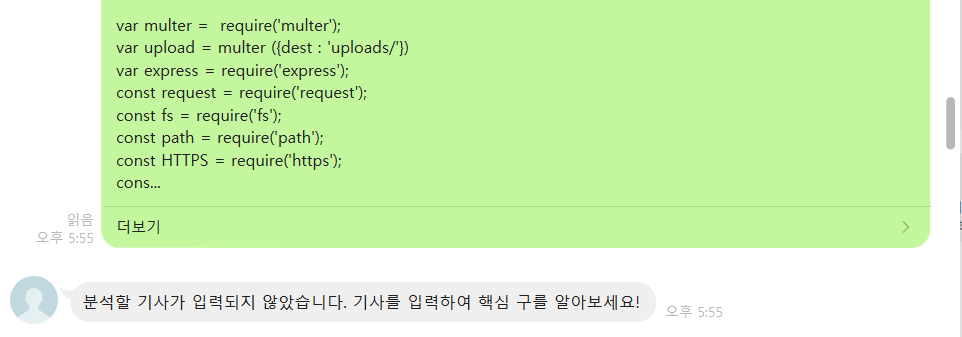 var multer =  require('multer');
var upload = multer ({dest : 'uploads/'})
var express = require('express');
const request = require('request');
const fs = require('fs');
const path = require('path');
const HTTPS = require('https');
cons...
읽음
오후 5:55
더보기
분석할 기사가 입력되지 않았습니다. 기사를 입력하여 핵심 구를 알아보세요!
오후 5:55